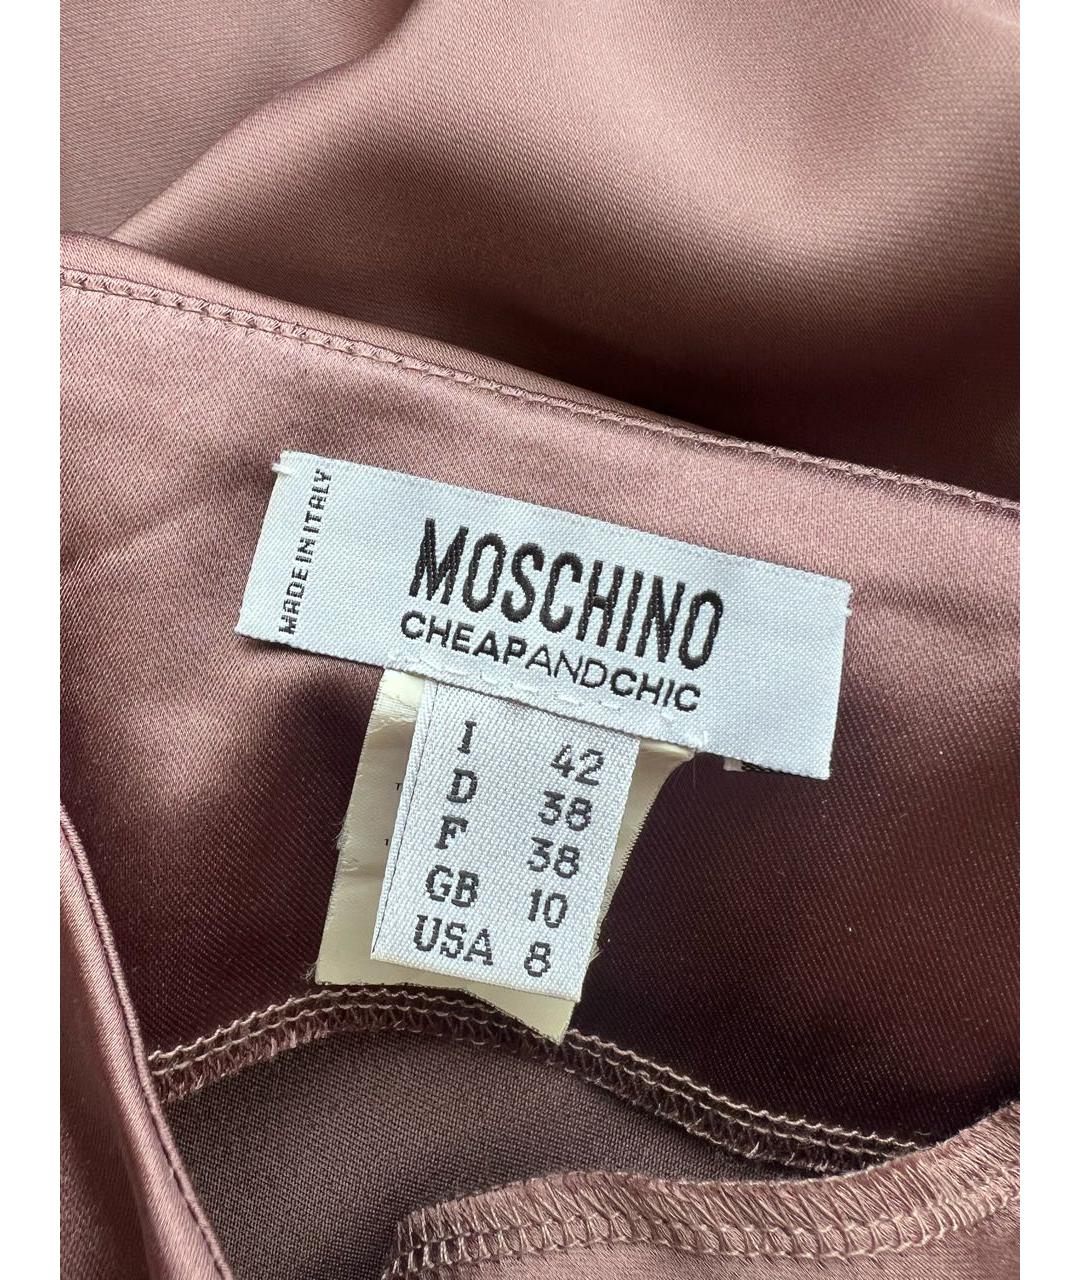 MADE IN ITALY
MOSCHINO
CHEAPANDCHIC
I 42
D 38
F 38
GB 10
USA 8